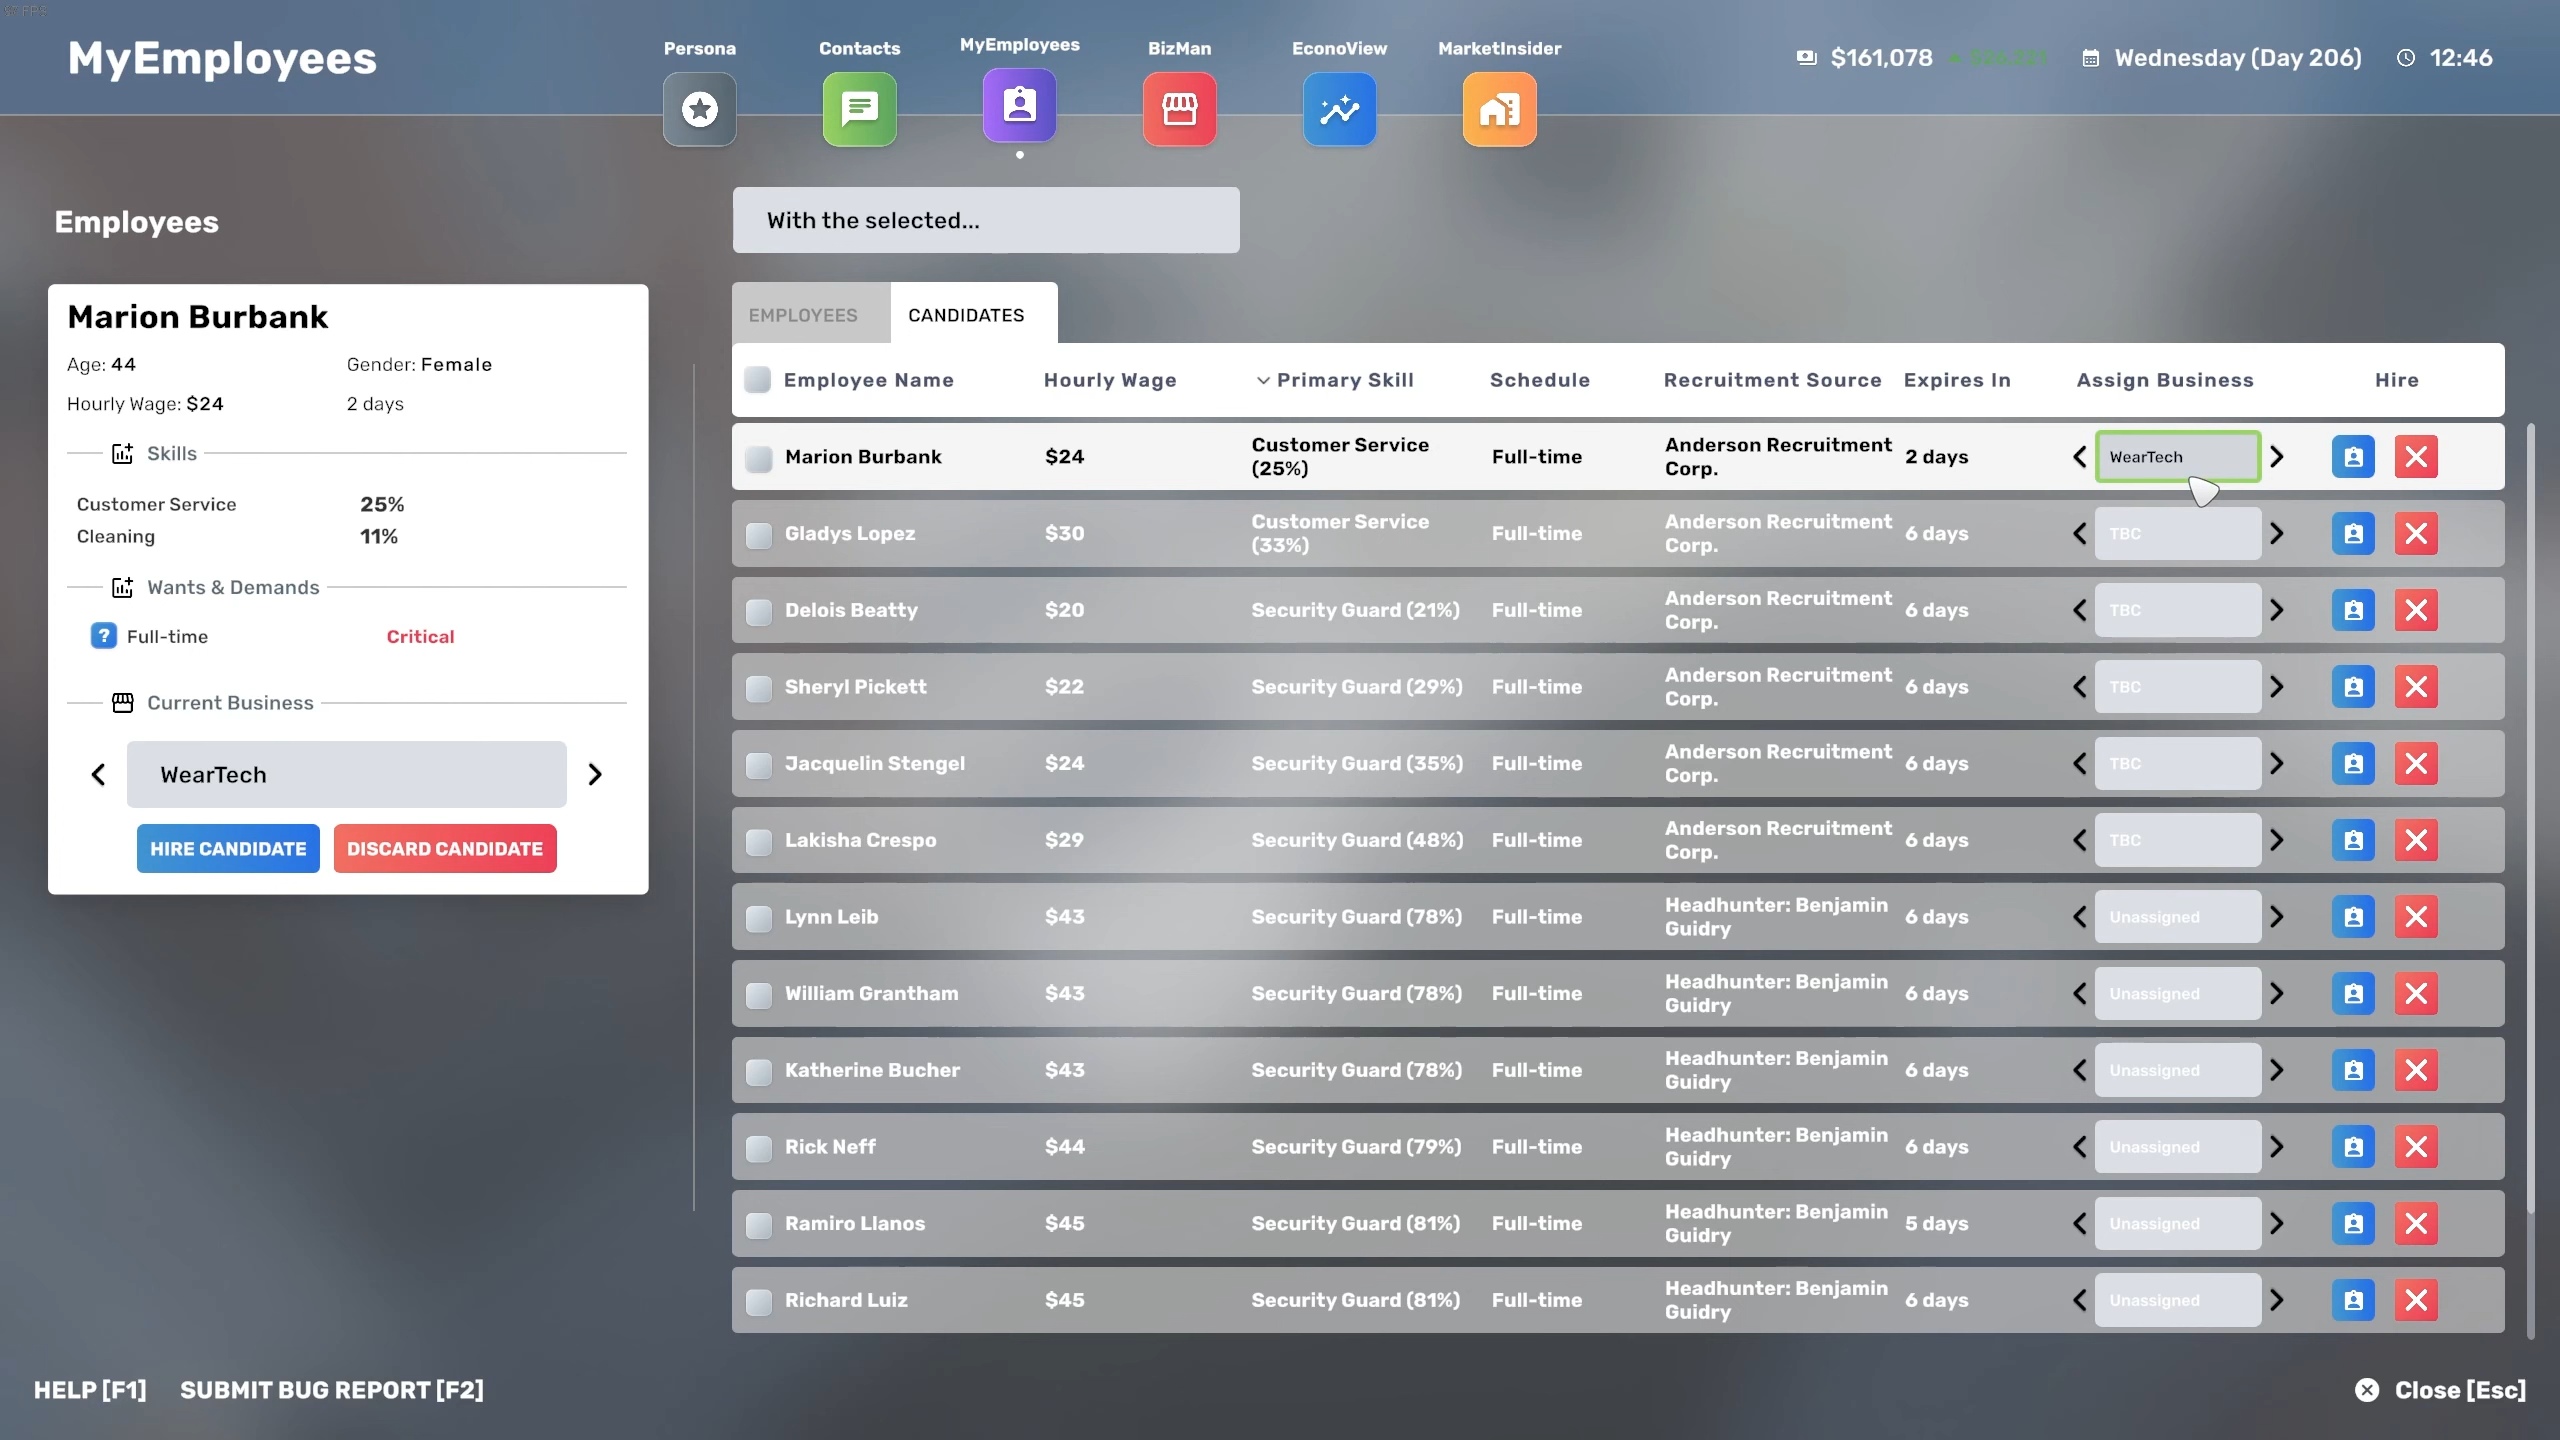 MyEmployees
Persona
Contacts
MyEmployees
BizMan
EconoView
MarketInsider
$161,078
Wednesday (Day 206)
12:46
Employees
With the selected...
Marion Burbank
Age: 44
Gender: Female
Hourly Wage: $24
2 days
Skills
Customer Service 25%
Cleaning 11%
Wants & Demands
? Full-time Critical
Current Business
WearTech
HIRE CANDIDATE
DISCARD CANDIDATE
EMPLOYEES
CANDIDATES
Employee Name Hourly Wage Primary Skill Schedule Recruitment Source Expires In Assign Business Hire
Marion Burbank $24 Customer Service (25%) Full-time Anderson Recruitment Corp. 2 days WearTech
Gladys Lopez $30 Customer Service (33%) Full-time Anderson Recruitment Corp. 6 days TBC
Delois Beatty $20 Security Guard (21%) Full-time Anderson Recruitment Corp. 6 days TBC
Sheryl Pickett $22 Security Guard (29%) Full-time Anderson Recruitment Corp. 6 days TBC
Jacquelin Stengel $24 Security Guard (35%) Full-time Anderson Recruitment Corp. 6 days TBC
Lakisha Crespo $29 Security Guard (48%) Full-time Anderson Recruitment Corp. 6 days TBC
Lynn Leib $43 Security Guard (78%) Full-time Headhunter: Benjamin Guidry 6 days Unassigned
William Grantham $43 Security Guard (78%) Full-time Headhunter: Benjamin Guidry 6 days Unassigned
Katherine Bucher $43 Security Guard (78%) Full-time Headhunter: Benjamin Guidry 6 days Unassigned
Rick Neff $44 Security Guard (79%) Full-time Headhunter: Benjamin Guidry 6 days Unassigned
Ramiro Llanos $45 Security Guard (81%) Full-time Headhunter: Benjamin Guidry 5 days Unassigned
Richard Luiz $45 Security Guard (81%) Full-time Headhunter: Benjamin Guidry 6 days Unassigned
HELP [F1]
SUBMIT BUG REPORT [F2]
Close [Esc]